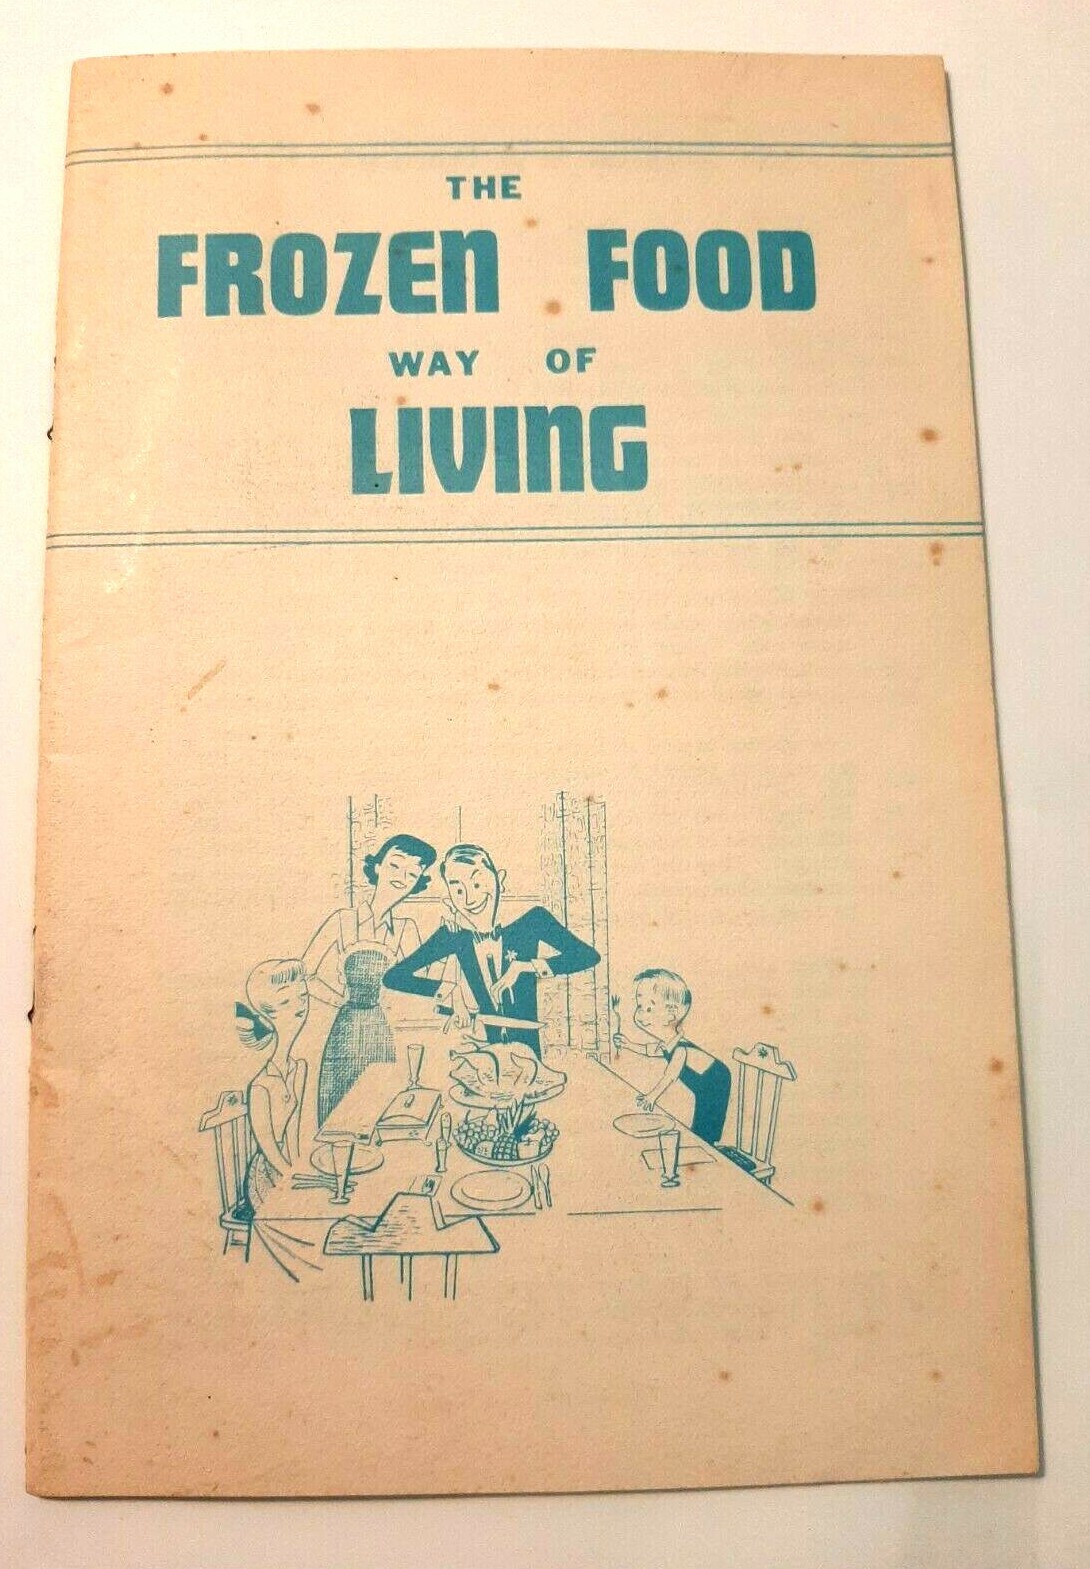 THE
FROZEN FOOD
WAY OF
LIVING